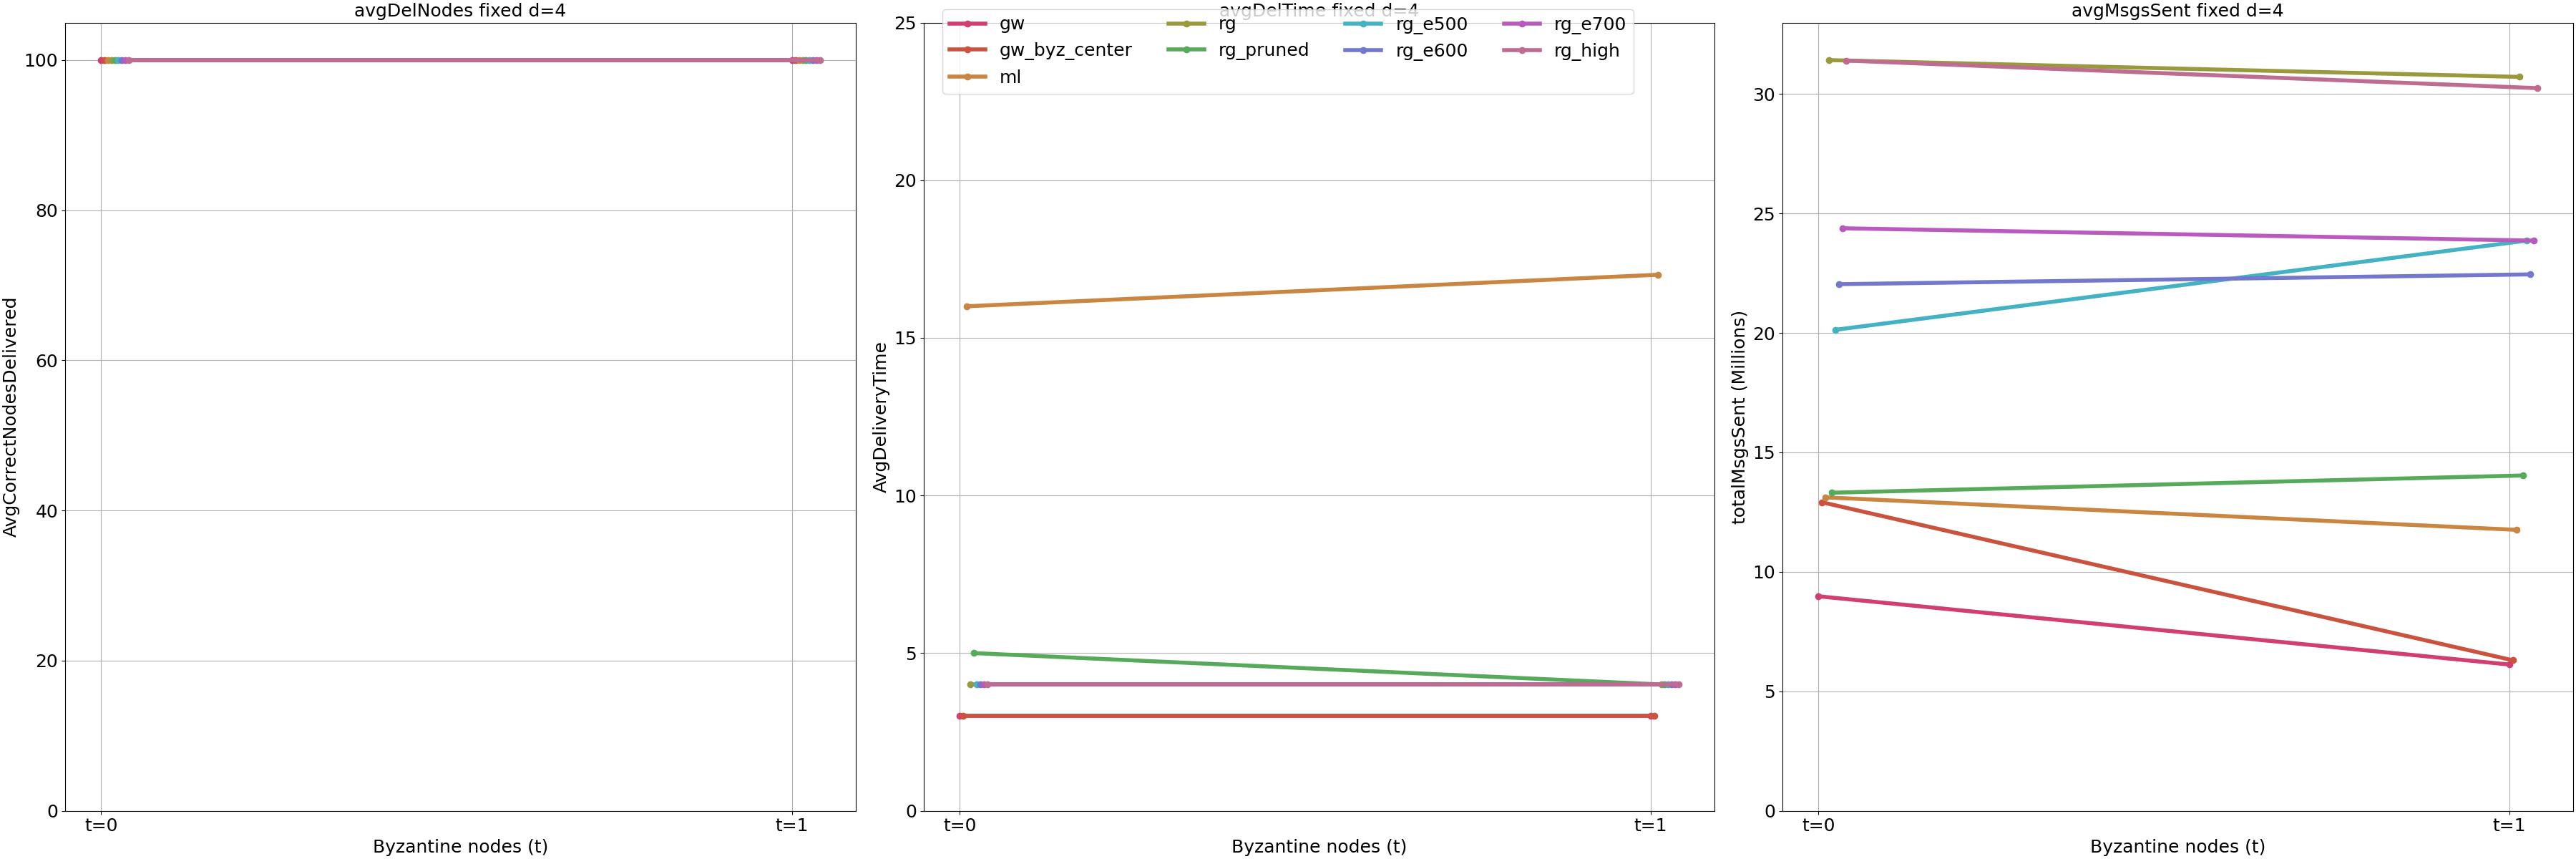 avgDelNodes fixed d=4
AvgCorrectNodesDelivered
100
80
60
40
20
0
t=0
t=1
Byzantine nodes (t)
avgDelTime fixed d=4
gw
gw_byz_center
ml
rg
rg_pruned
rg_e500
rg_e600
rg_e700
rg_high
AvgDeliveryTime
25
20
15
10
5
0
t=0
t=1
Byzantine nodes (t)
avgMsgsSent fixed d=4
totalMsgsSent (Millions)
30
25
20
15
10
5
0
t=0
t=1
Byzantine nodes (t)